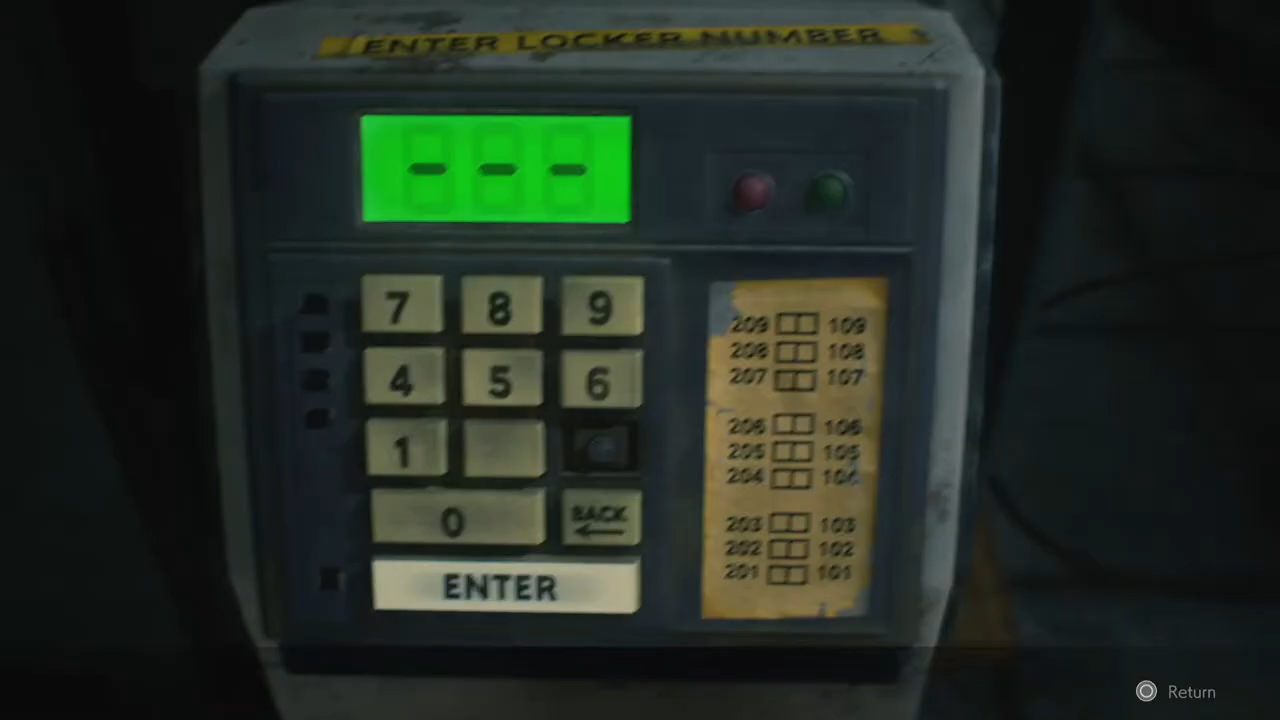 ENTER LOCKER NUMBER
- - -
7 8 9
4 5 6
1
0 BACK
ENTER
209 109
208 108
207 107
206 106
205 105
204 104
203 103
202 102
201 101
Return